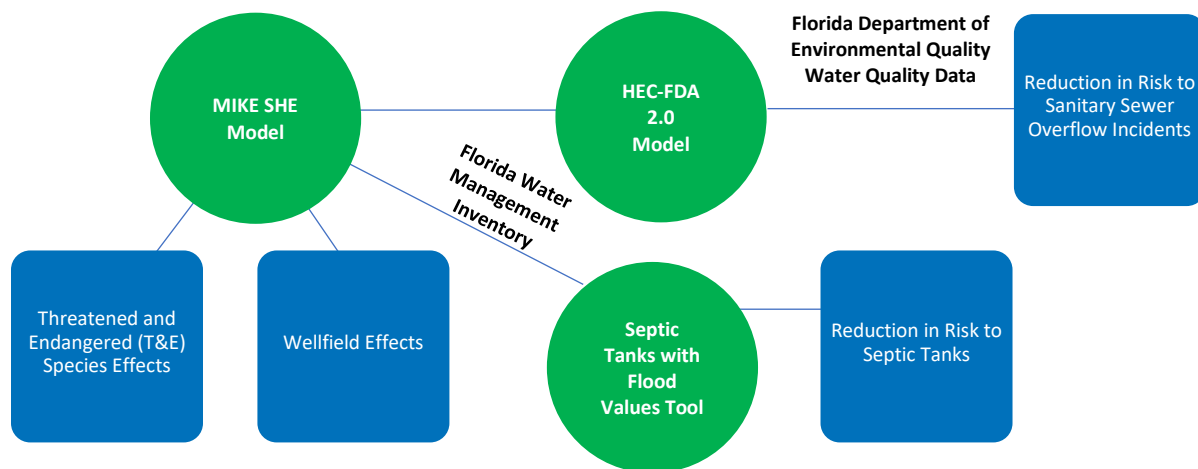 MIKE SHE
Model
HEC-FDA
2.0
Model
Florida Department of
Environmental Quality
Water Quality Data
Reduction in Risk to
Sanitary Sewer
Overflow Incidents
Florida Water
Management
Inventory
Threatened and
Endangered (T&E)
Species Effects
Wellfield Effects
Septic
Tanks with
Flood
Values Tool
Reduction in Risk to
Septic Tanks